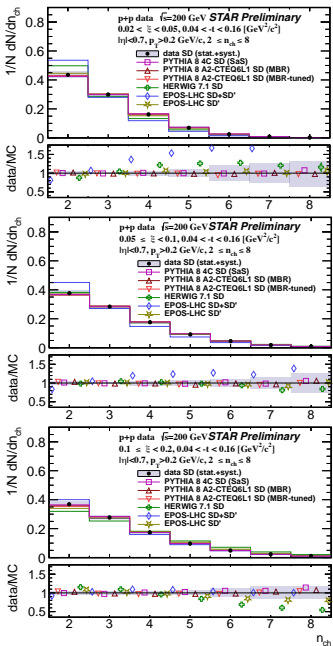 p+p data √s=200 GeV STAR Preliminary
0.02 < ξ < 0.05, 0.04 < -t < 0.16 [GeV²/c²]
|η|<0.7, p_T>0.2 GeV/c, 2 ≤ n_ch ≤ 8
data SD (stat.+syst.)
PYTHIA 8 4C SD (SaS)
PYTHIA 8 A2-CTEQ6L1 SD (MBR)
PYTHIA 8 A2-CTEQ6L1 SD (MBR-tuned)
HERWIG 7.1 SD
EPOS-LHC SD+SD'
EPOS-LHC SD'
1/N dN/dn_ch
0.8
0.6
0.4
0.2
0
data/MC
1.5
1
0.5
2 3 4 5 6 7 8
p+p data √s=200 GeV STAR Preliminary
0.05 ≤ ξ < 0.1, 0.04 < -t < 0.16 [GeV²/c²]
|η|<0.7, p_T>0.2 GeV/c, 2 ≤ n_ch ≤ 8
data SD (stat.+syst.)
PYTHIA 8 4C SD (SaS)
PYTHIA 8 A2-CTEQ6L1 SD (MBR)
PYTHIA 8 A2-CTEQ6L1 SD (MBR-tuned)
HERWIG 7.1 SD
EPOS-LHC SD+SD'
EPOS-LHC SD'
1/N dN/dn_ch
0.8
0.6
0.4
0.2
0
data/MC
1.5
1
0.5
2 3 4 5 6 7 8
p+p data √s=200 GeV STAR Preliminary
0.1 ≤ ξ < 0.2, 0.04 < -t < 0.16 [GeV²/c²]
|η|<0.7, p_T>0.2 GeV/c, 2 ≤ n_ch ≤ 8
data SD (stat.+syst.)
PYTHIA 8 4C SD (SaS)
PYTHIA 8 A2-CTEQ6L1 SD (MBR)
PYTHIA 8 A2-CTEQ6L1 SD (MBR-tuned)
HERWIG 7.1 SD
EPOS-LHC SD+SD'
EPOS-LHC SD'
1/N dN/dn_ch
0.8
0.6
0.4
0.2
0
data/MC
1.5
1
0.5
2 3 4 5 6 7 8
n_ch